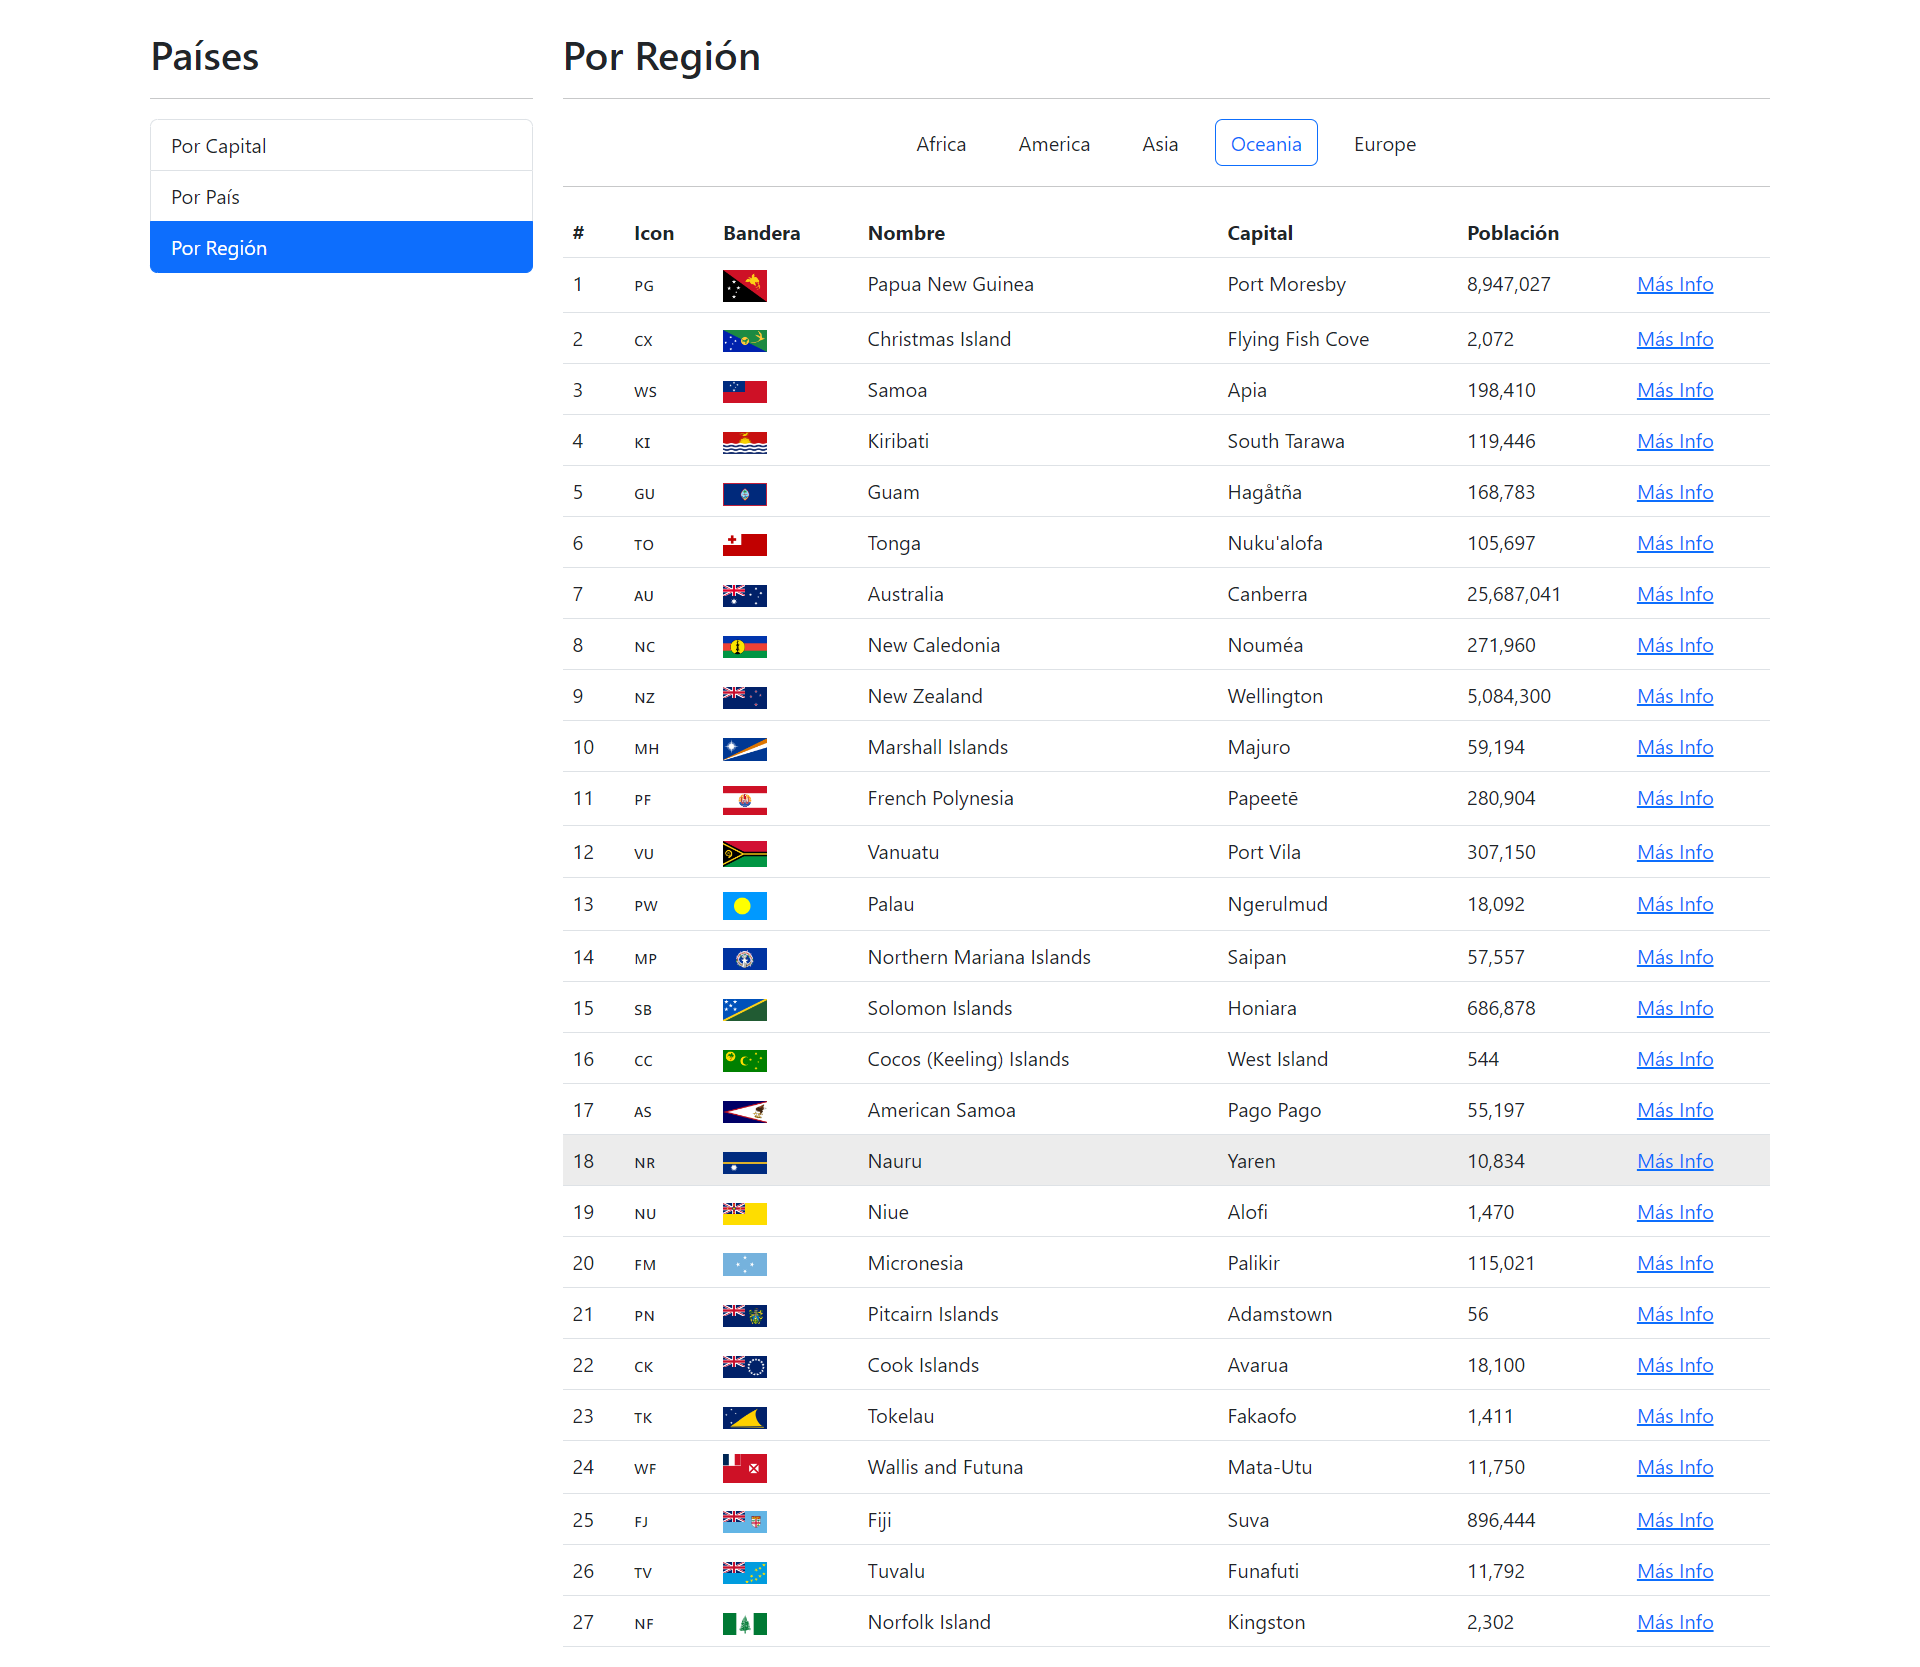 Países
Por Capital
Por País
Por Región
Por Región
Africa America Asia Oceania Europe
# Icon Bandera Nombre Capital Población
1 PG Papua New Guinea Port Moresby 8,947,027 Más Info
2 CX Christmas Island Flying Fish Cove 2,072 Más Info
3 WS Samoa Apia 198,410 Más Info
4 KI Kiribati South Tarawa 119,446 Más Info
5 GU Guam Hagåtña 168,783 Más Info
6 TO Tonga Nuku'alofa 105,697 Más Info
7 AU Australia Canberra 25,687,041 Más Info
8 NC New Caledonia Nouméa 271,960 Más Info
9 NZ New Zealand Wellington 5,084,300 Más Info
10 MH Marshall Islands Majuro 59,194 Más Info
11 PF French Polynesia Papeetē 280,904 Más Info
12 VU Vanuatu Port Vila 307,150 Más Info
13 PW Palau Ngerulmud 18,092 Más Info
14 MP Northern Mariana Islands Saipan 57,557 Más Info
15 SB Solomon Islands Honiara 686,878 Más Info
16 CC Cocos (Keeling) Islands West Island 544 Más Info
17 AS American Samoa Pago Pago 55,197 Más Info
18 NR Nauru Yaren 10,834 Más Info
19 NU Niue Alofi 1,470 Más Info
20 FM Micronesia Palikir 115,021 Más Info
21 PN Pitcairn Islands Adamstown 56 Más Info
22 CK Cook Islands Avarua 18,100 Más Info
23 TK Tokelau Fakaofo 1,411 Más Info
24 WF Wallis and Futuna Mata-Utu 11,750 Más Info
25 FJ Fiji Suva 896,444 Más Info
26 TV Tuvalu Funafuti 11,792 Más Info
27 NF Norfolk Island Kingston 2,302 Más Info